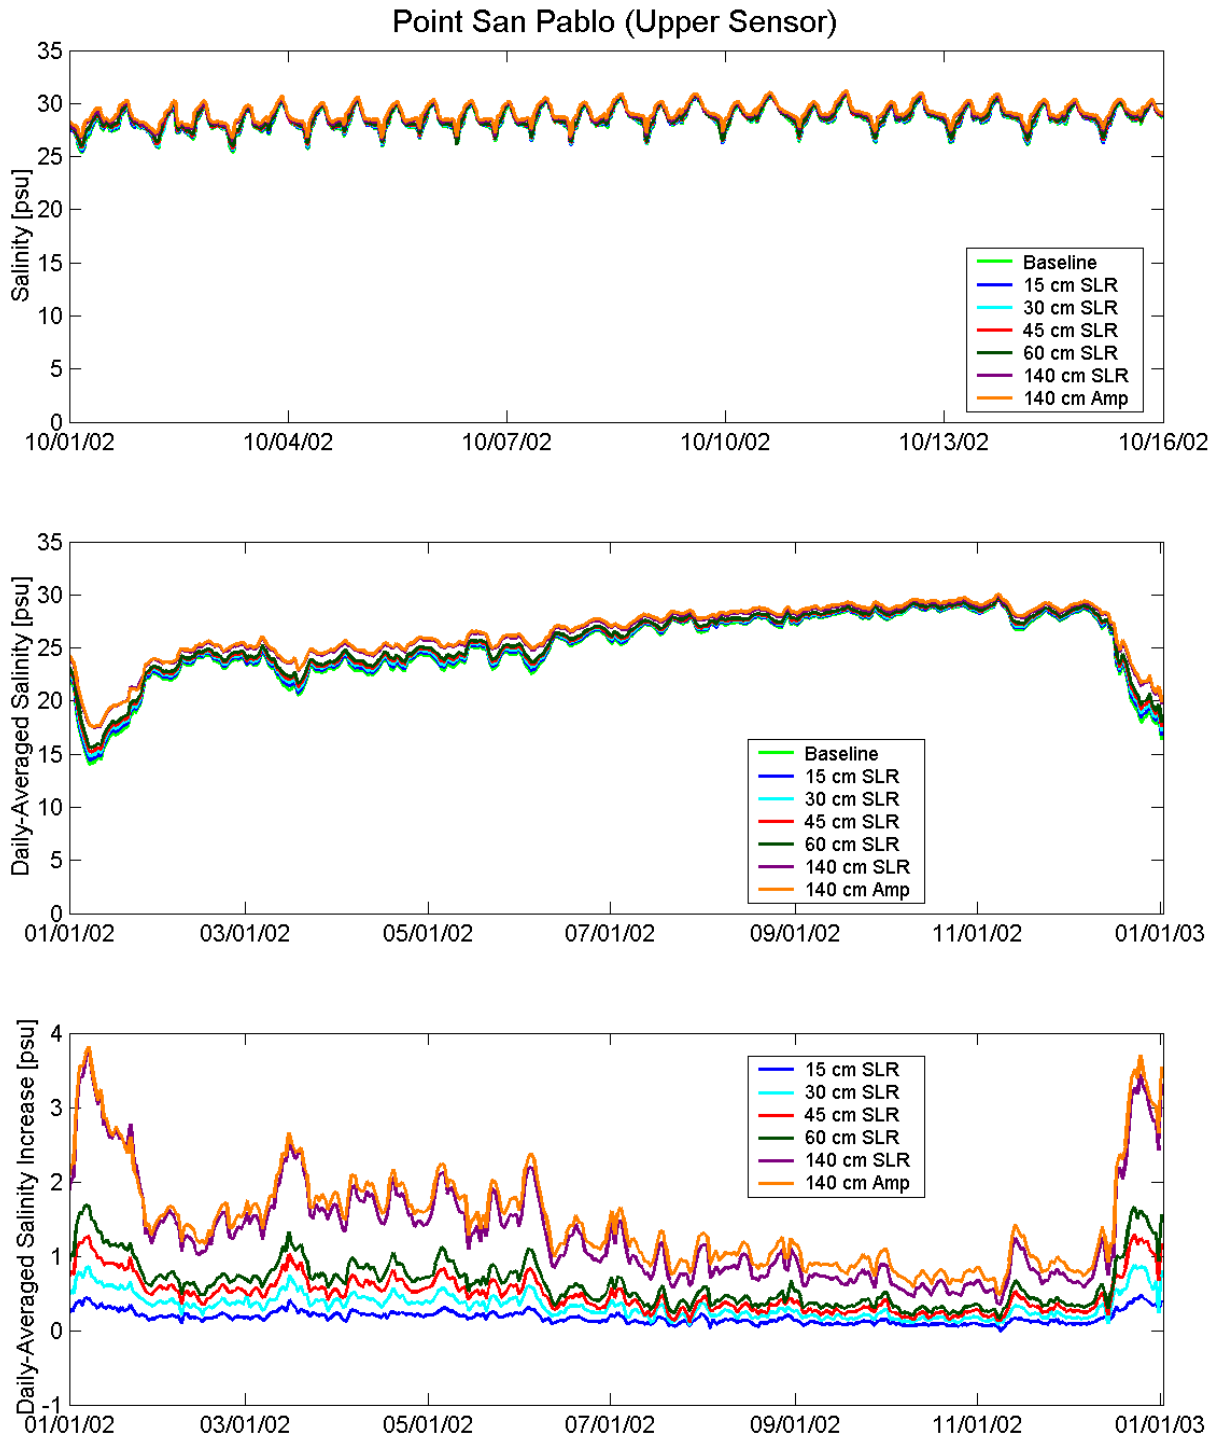 Point San Pablo (Upper Sensor)
Salinity [psu]
35
30
25
20
15
10
5
0
10/01/02 10/04/02 10/07/02 10/10/02 10/13/02 10/16/02
Baseline
15 cm SLR
30 cm SLR
45 cm SLR
60 cm SLR
140 cm SLR
140 cm Amp
Daily-Averaged Salinity [psu]
35
30
25
20
15
10
5
0
01/01/02 03/01/02 05/01/02 07/01/02 09/01/02 11/01/02 01/01/03
Baseline
15 cm SLR
30 cm SLR
45 cm SLR
60 cm SLR
140 cm SLR
140 cm Amp
Daily-Averaged Salinity Increase [psu]
4
3
2
1
0
-1
01/01/02 03/01/02 05/01/02 07/01/02 09/01/02 11/01/02 01/01/03
15 cm SLR
30 cm SLR
45 cm SLR
60 cm SLR
140 cm SLR
140 cm Amp